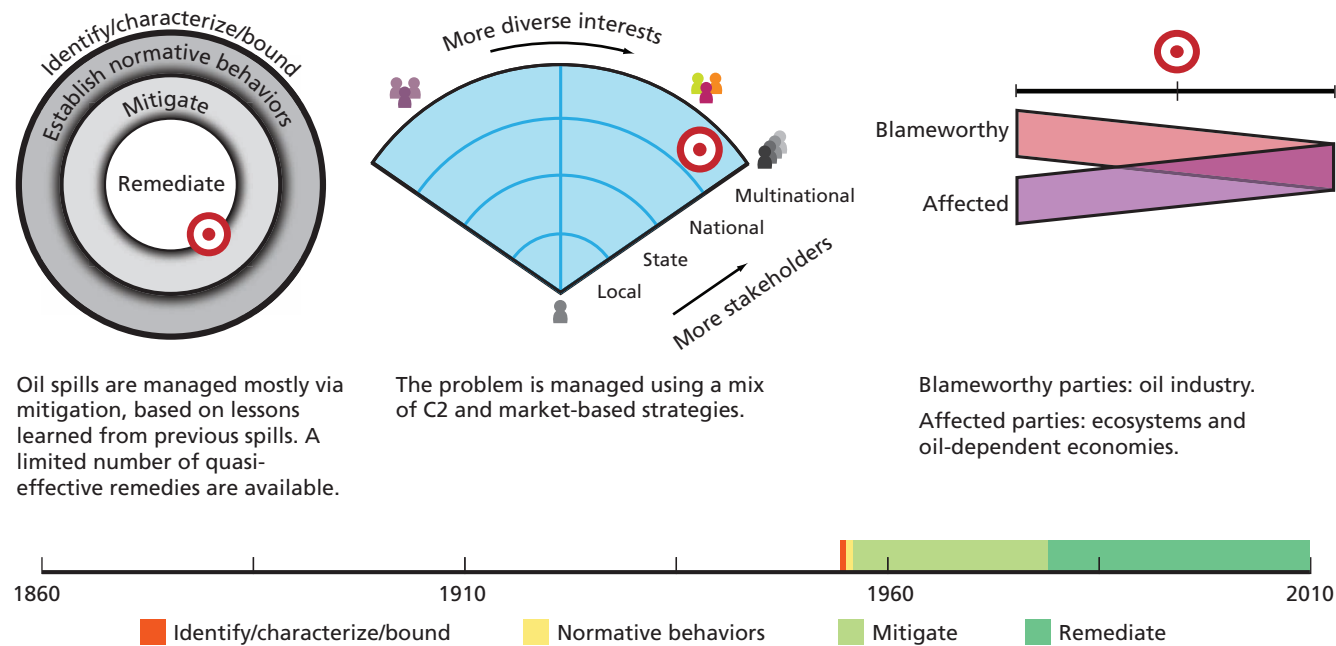 Identify/characterize/bound
Establish normative behaviors
Mitigate
Remediate
More diverse interests
Multinational
National
State
Local
More stakeholders
Blameworthy
Affected
Oil spills are managed mostly via
mitigation, based on lessons
learned from previous spills. A
limited number of quasi-
effective remedies are available.
The problem is managed using a mix
of C2 and market-based strategies.
Blameworthy parties: oil industry.
Affected parties: ecosystems and
oil-dependent economies.
1860
1910
1960
2010
Identify/characterize/bound
Normative behaviors
Mitigate
Remediate